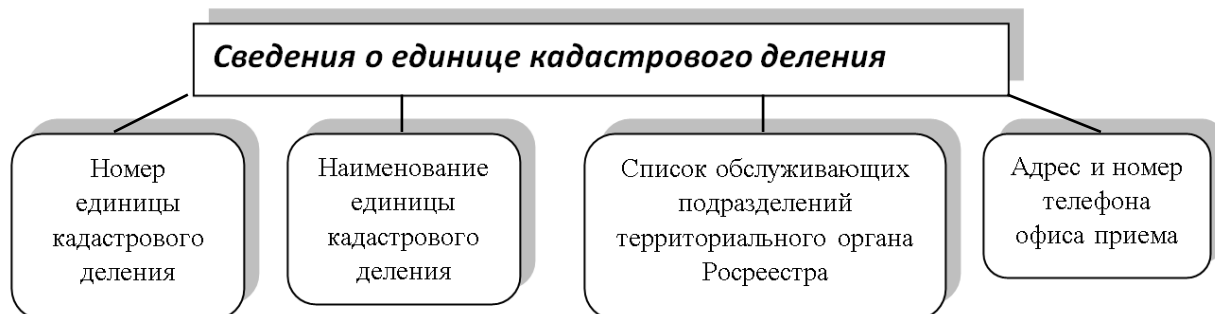 Сведения о единице кадастрового деления
Номер
единицы
кадастрового
деления
Наименование
единицы
кадастрового
деления
Список обслуживающих
подразделений
территориального органа
Росреестра
Адрес и номер
телефона
офиса приема